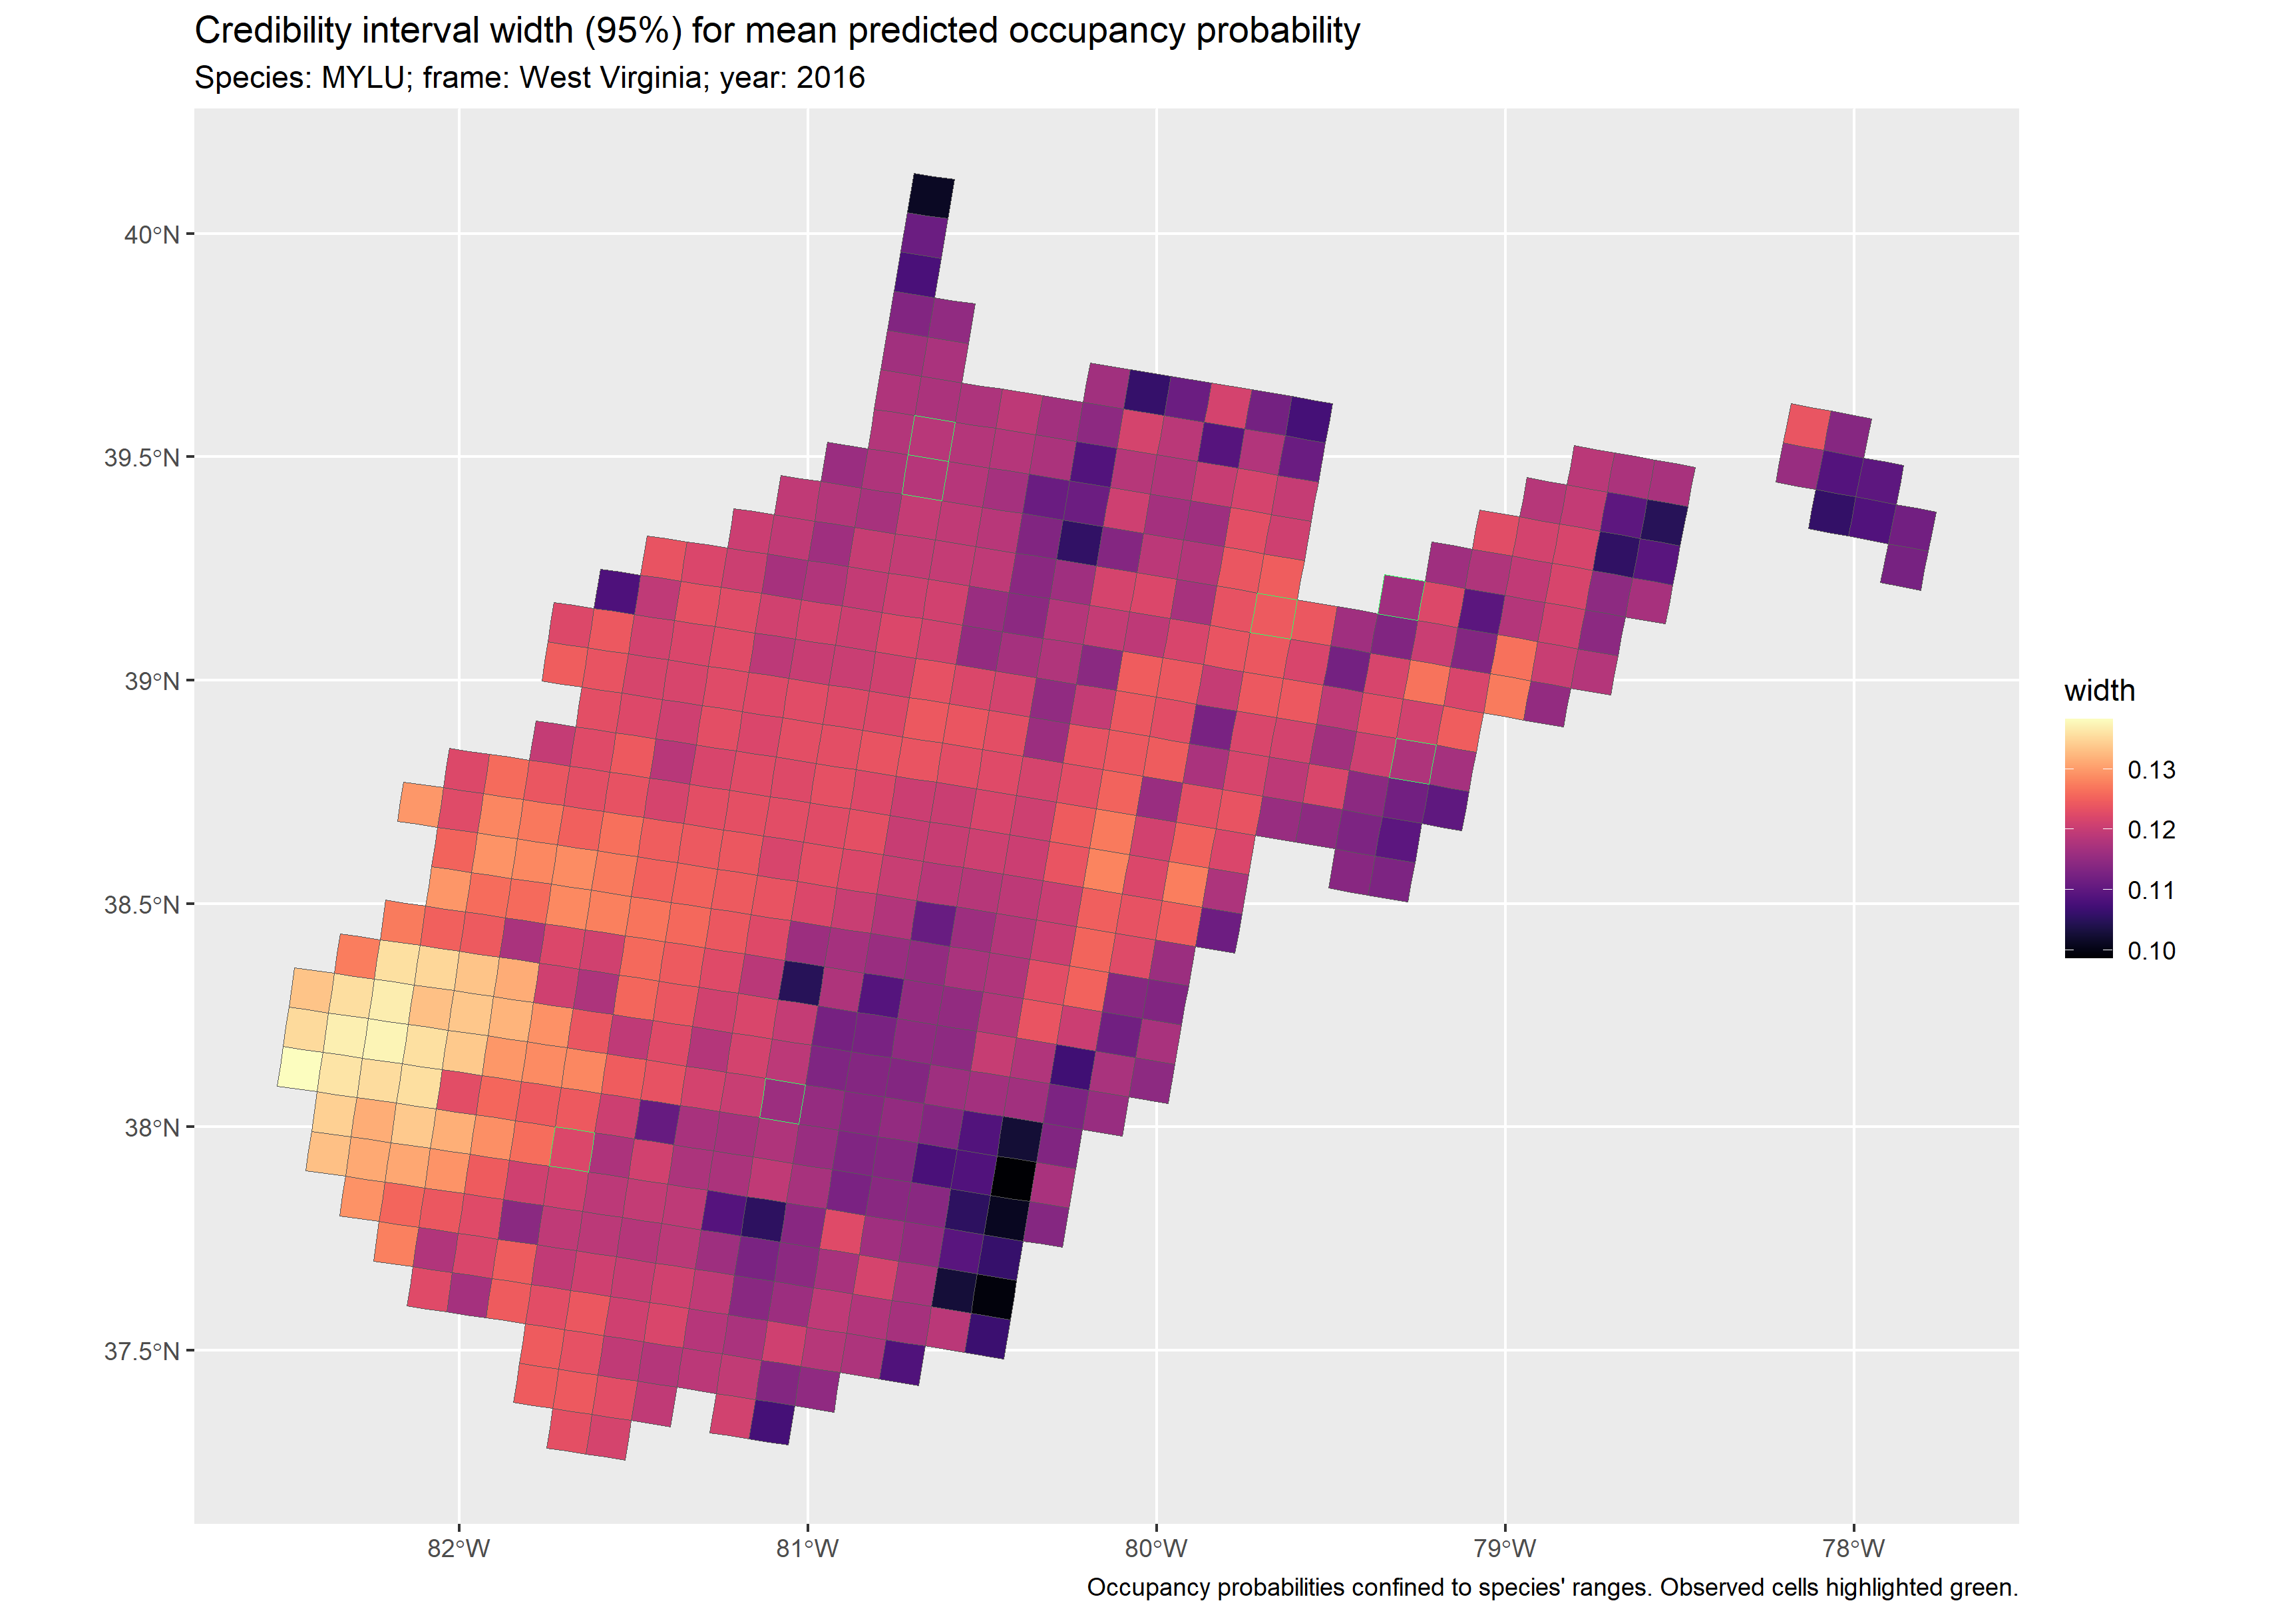 Credibility interval width (95%) for mean predicted occupancy probability
Species: MYLU; frame: West Virginia; year: 2016
40°N
39.5°N
39°N
38.5°N
38°N
37.5°N
82°W
81°W
80°W
79°W
78°W
width
0.13
0.12
0.11
0.10
Occupancy probabilities confined to species' ranges. Observed cells highlighted green.